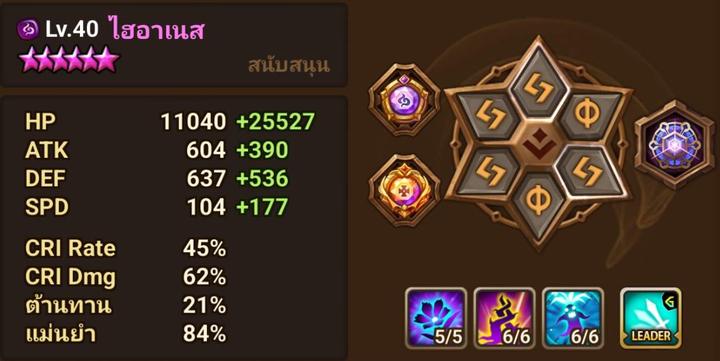 Lv.40 ไฮอาเนส
สนับสนุน
HP 11040 +25527
ATK 604 +390
DEF 637 +536
SPD 104 +177
CRI Rate 45%
CRI Dmg 62%
ต้านทาน 21%
แม่นยำ 84%
5/5 6/6 6/6 G LEADER